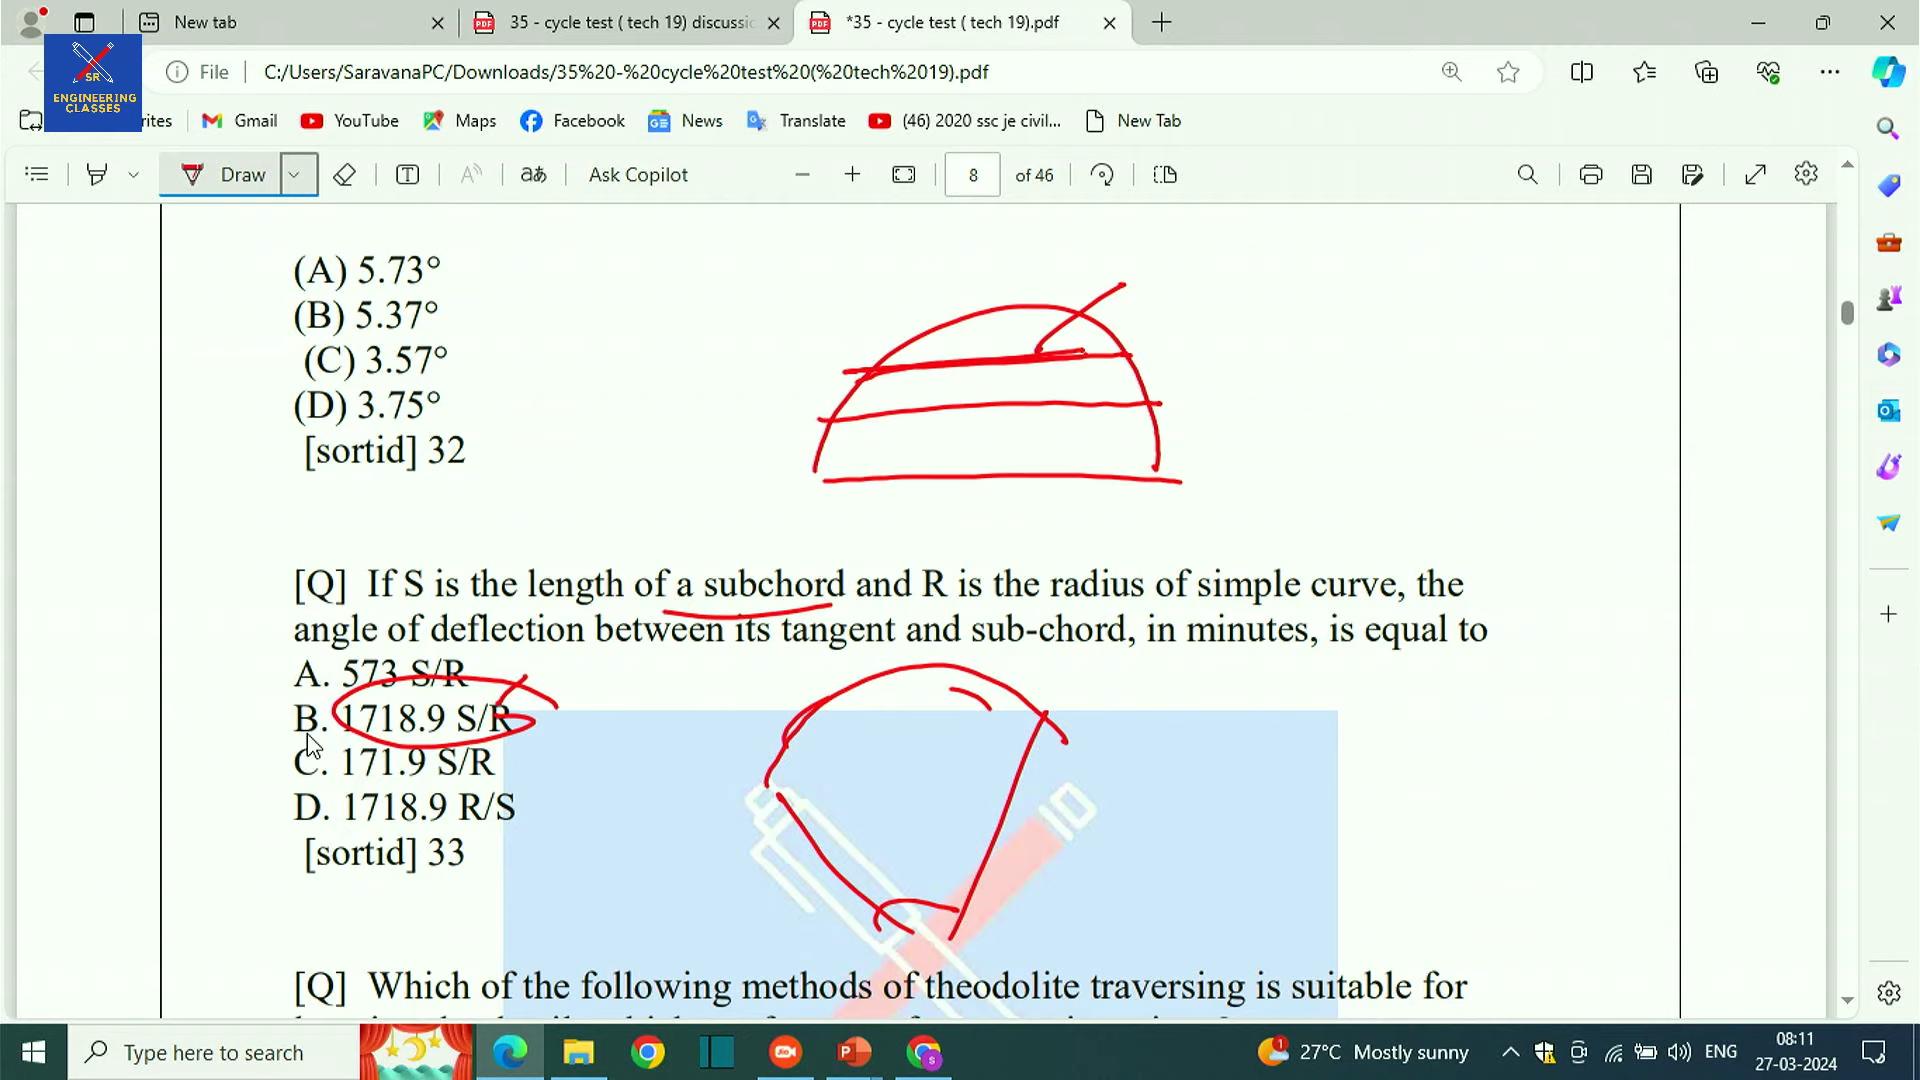 New tab
35 - cycle test ( tech 19) discussi
*35 - cycle test ( tech 19).pdf
SR
ENGINEERING
CLASSES
File
C:/Users/SaravanaPC/Downloads/35%20-%20cycle%20test%20(%20tech%2019).pdf
rites
Gmail
YouTube
Maps
Facebook
News
Translate
(46) 2020 ssc je civil...
New Tab
Draw
Ask Copilot
8
of 46
(A) 5.73°
(B) 5.37°
(C) 3.57°
(D) 3.75°
[sortid] 32
[Q] If S is the length of a subchord and R is the radius of simple curve, the
angle of deflection between its tangent and sub-chord, in minutes, is equal to
A. 573 S/R
B. 1718.9 S/R
C. 171.9 S/R
D. 1718.9 R/S
[sortid] 33
[Q] Which of the following methods of theodolite traversing is suitable for
Type here to search
27°C Mostly sunny
ENG
08:11
27-03-2024